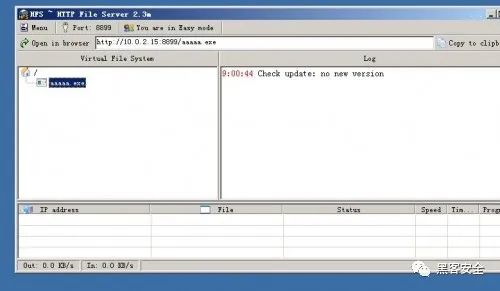 HFS ~ HTTP File Server 2.3m
Menu Port: 8899 You are in Easy mode
Open in browser http://10.0.2.15:8899/aaaaa.exe Copy to clipb
Virtual File System Log
/
aaaaa.exe
9:00:44 Check update: no new version
IP address File Status Speed Tim... Prog
Out: 0.0 KB/s In: 0.0 KB/s
黑客安全